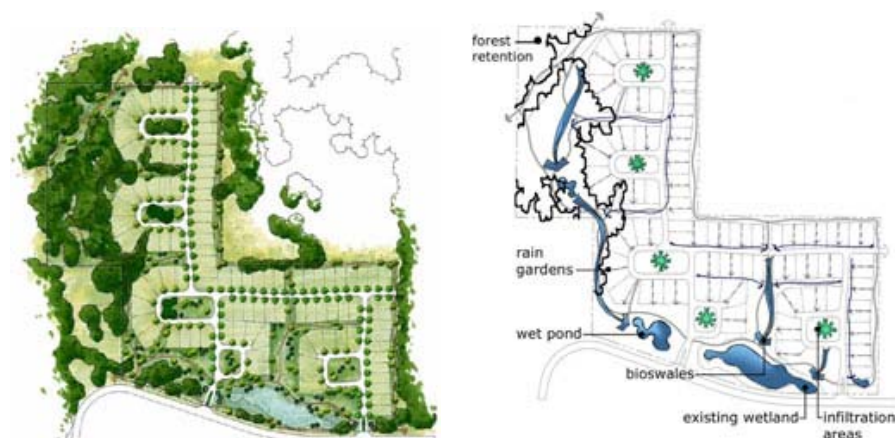 forest
retention
rain
gardens
wet pond
bioswales
existing wetland
infiltration
areas